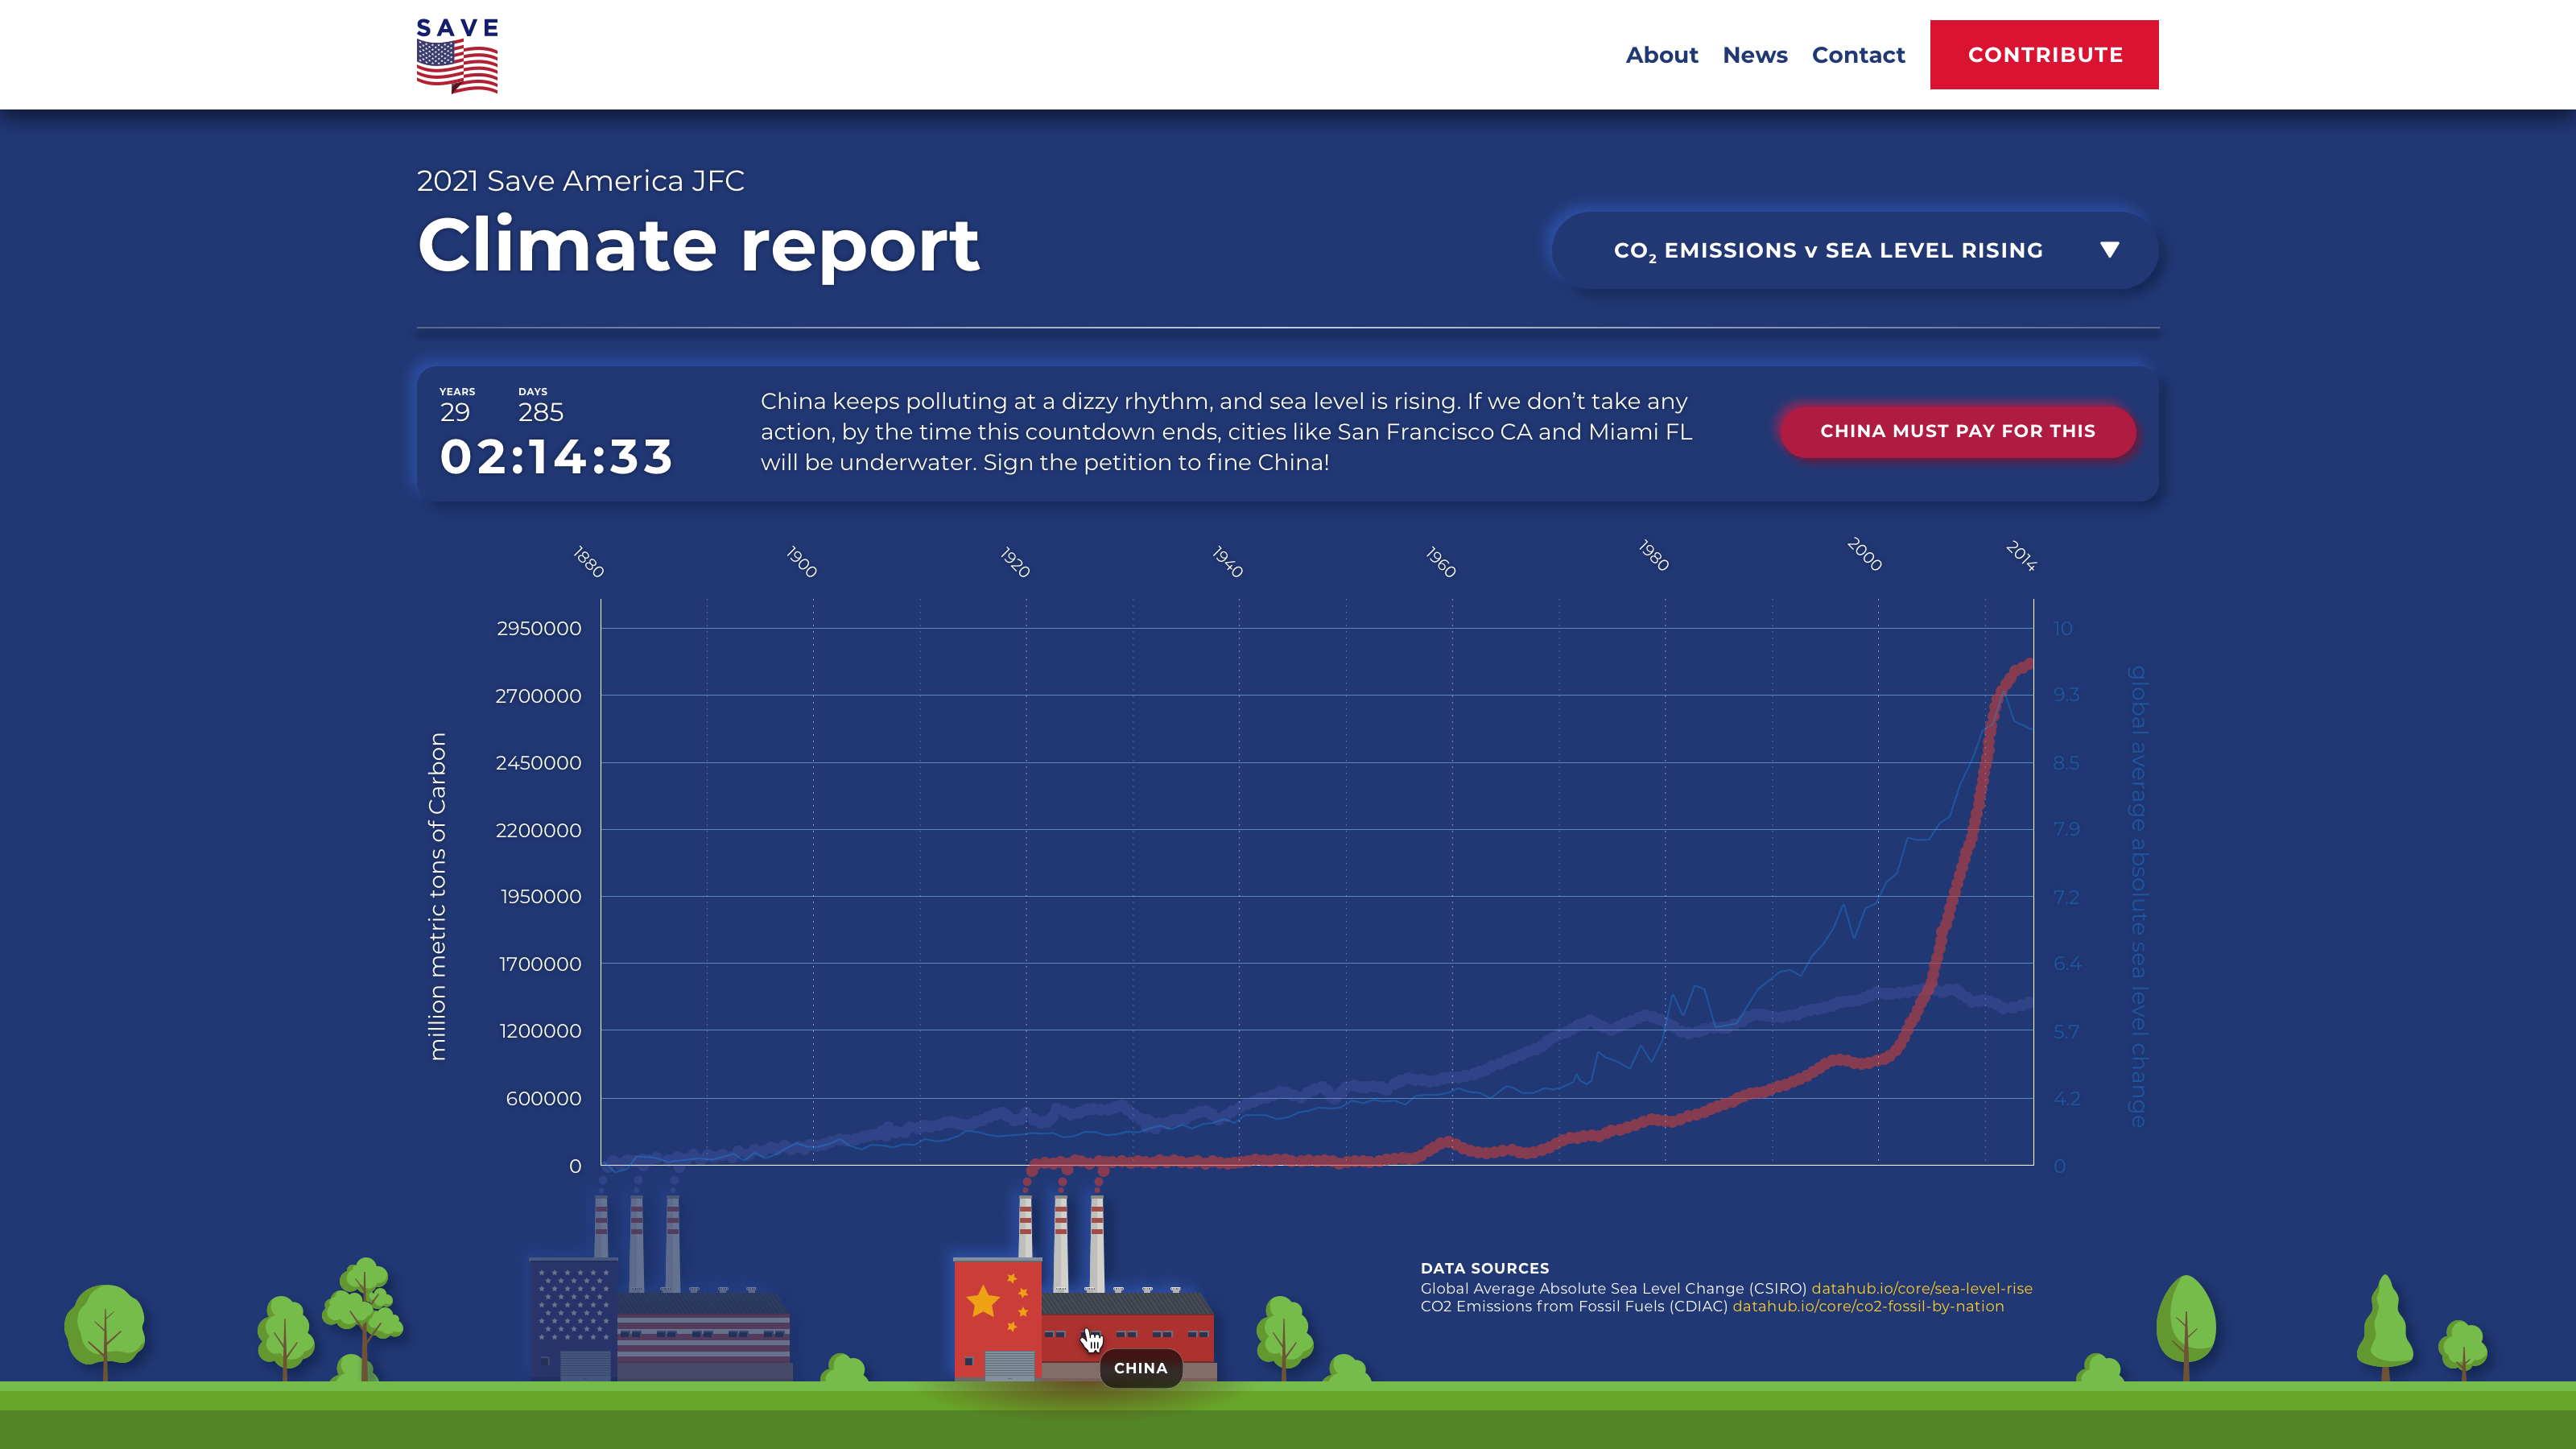 SAVE
About News Contact CONTRIBUTE
2021 Save America JFC
Climate report
CO₂ EMISSIONS v SEA LEVEL RISING
YEARS DAYS
29 285
02:14:33
China keeps polluting at a dizzy rhythm, and sea level is rising. If we don’t take any
action, by the time this countdown ends, cities like San Francisco CA and Miami FL
will be underwater. Sign the petition to fine China!
CHINA MUST PAY FOR THIS
1880 1900 1920 1940 1960 1980 2000 2014
million metric tons of Carbon
2950000
2700000
2450000
2200000
1950000
1700000
1200000
600000
0
10
9.3
8.5
7.9
7.2
6.4
5.7
4.2
0
global average absolute sea level change
DATA SOURCES
Global Average Absolute Sea Level Change (CSIRO) datahub.io/core/sea-level-rise
CO2 Emissions from Fossil Fuels (CDIAC) datahub.io/core/co2-fossil-by-nation
CHINA